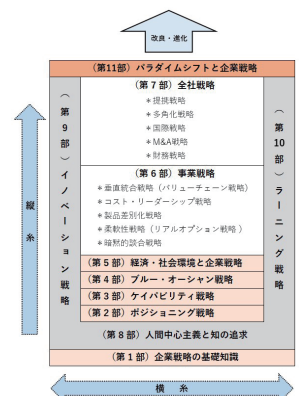 改良・進化
(第11部) パラダイムシフトと企業戦略
(第7部) 全社戦略
＊提携戦略
＊多角化戦略
＊国際戦略
＊M&A戦略
＊財務戦略
(第9部) イノベーション戦略
(第10部) ラーニング戦略
(第6部) 事業戦略
＊垂直統合戦略 (バリューチェーン戦略)
＊コスト・リーダーシップ戦略
＊製品差別化戦略
＊柔軟性戦略 (リアルオプション戦略)
＊暗黙的談合戦略
縦糸
(第5部) 経済・社会環境と企業戦略
(第4部) ブルー・オーシャン戦略
(第3部) ケイパビリティ戦略
(第2部) ポジショニング戦略
(第8部) 人間中心主義と知の追求
(第1部) 企業戦略の基礎知識
横糸